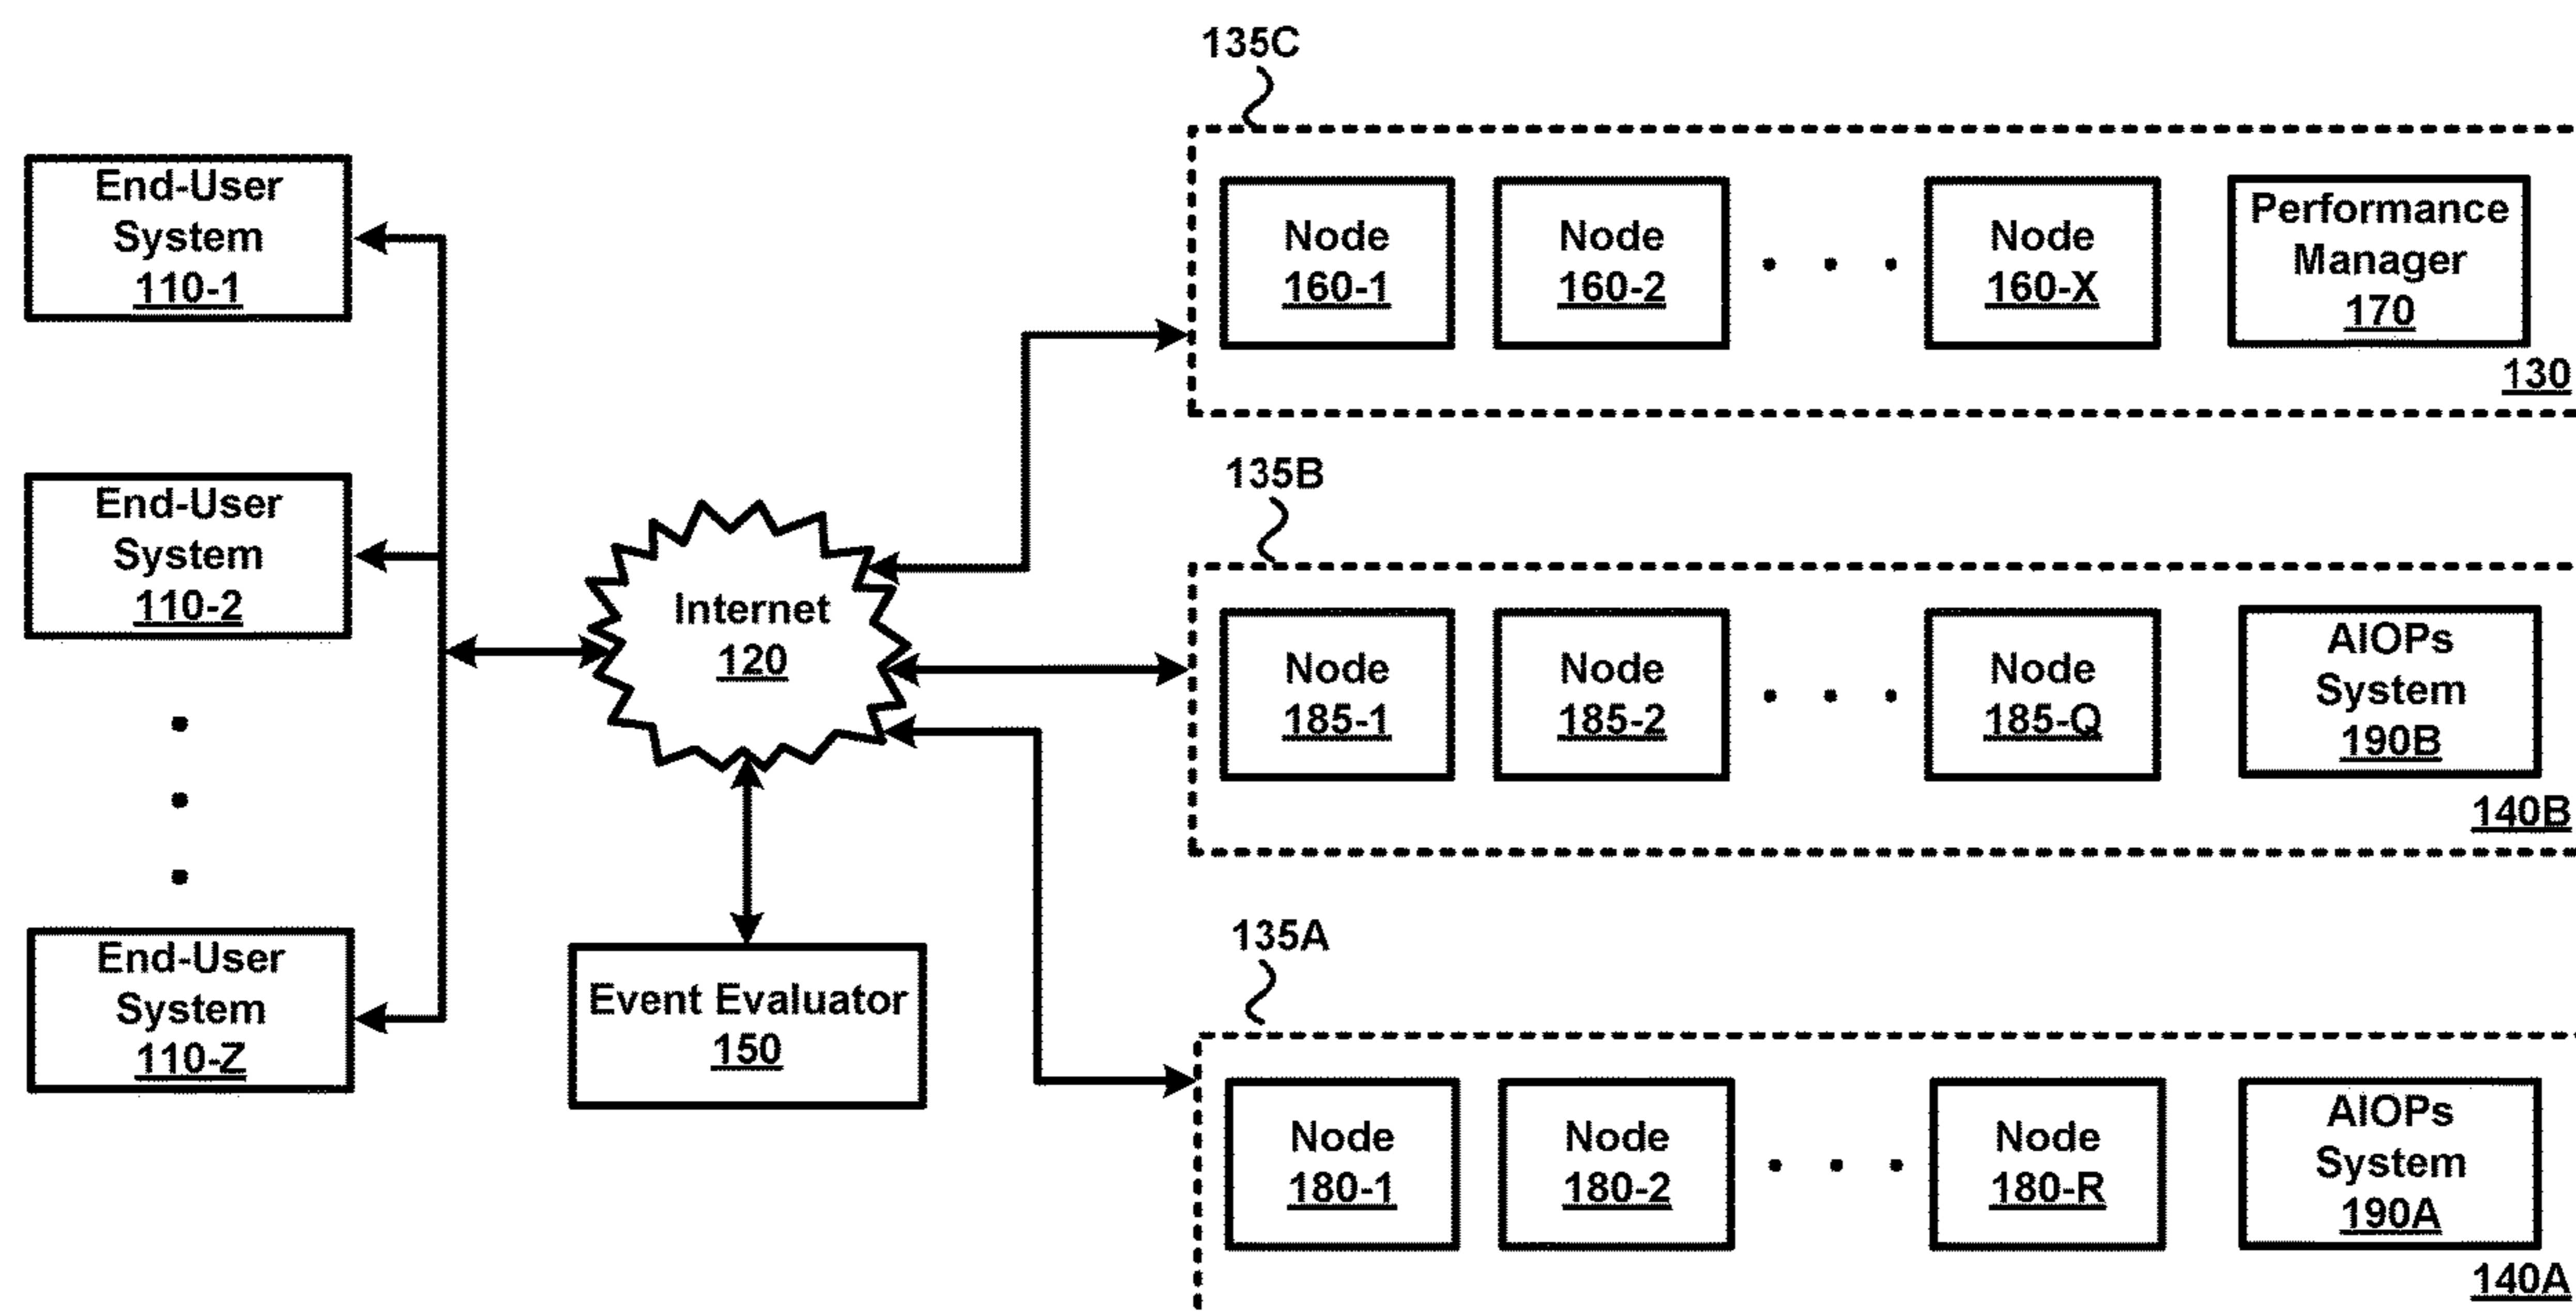 135C
End-User
System
110-1
Node
160-1
Node
160-2
Node
160-X
Performance
Manager
170
130
135B
End-User
System
110-2
Internet
120
Node
185-1
Node
185-2
Node
185-Q
AIOPs
System
190B
140B
135A
End-User
System
110-Z
Event Evaluator
150
Node
180-1
Node
180-2
Node
180-R
AIOPs
System
190A
140A